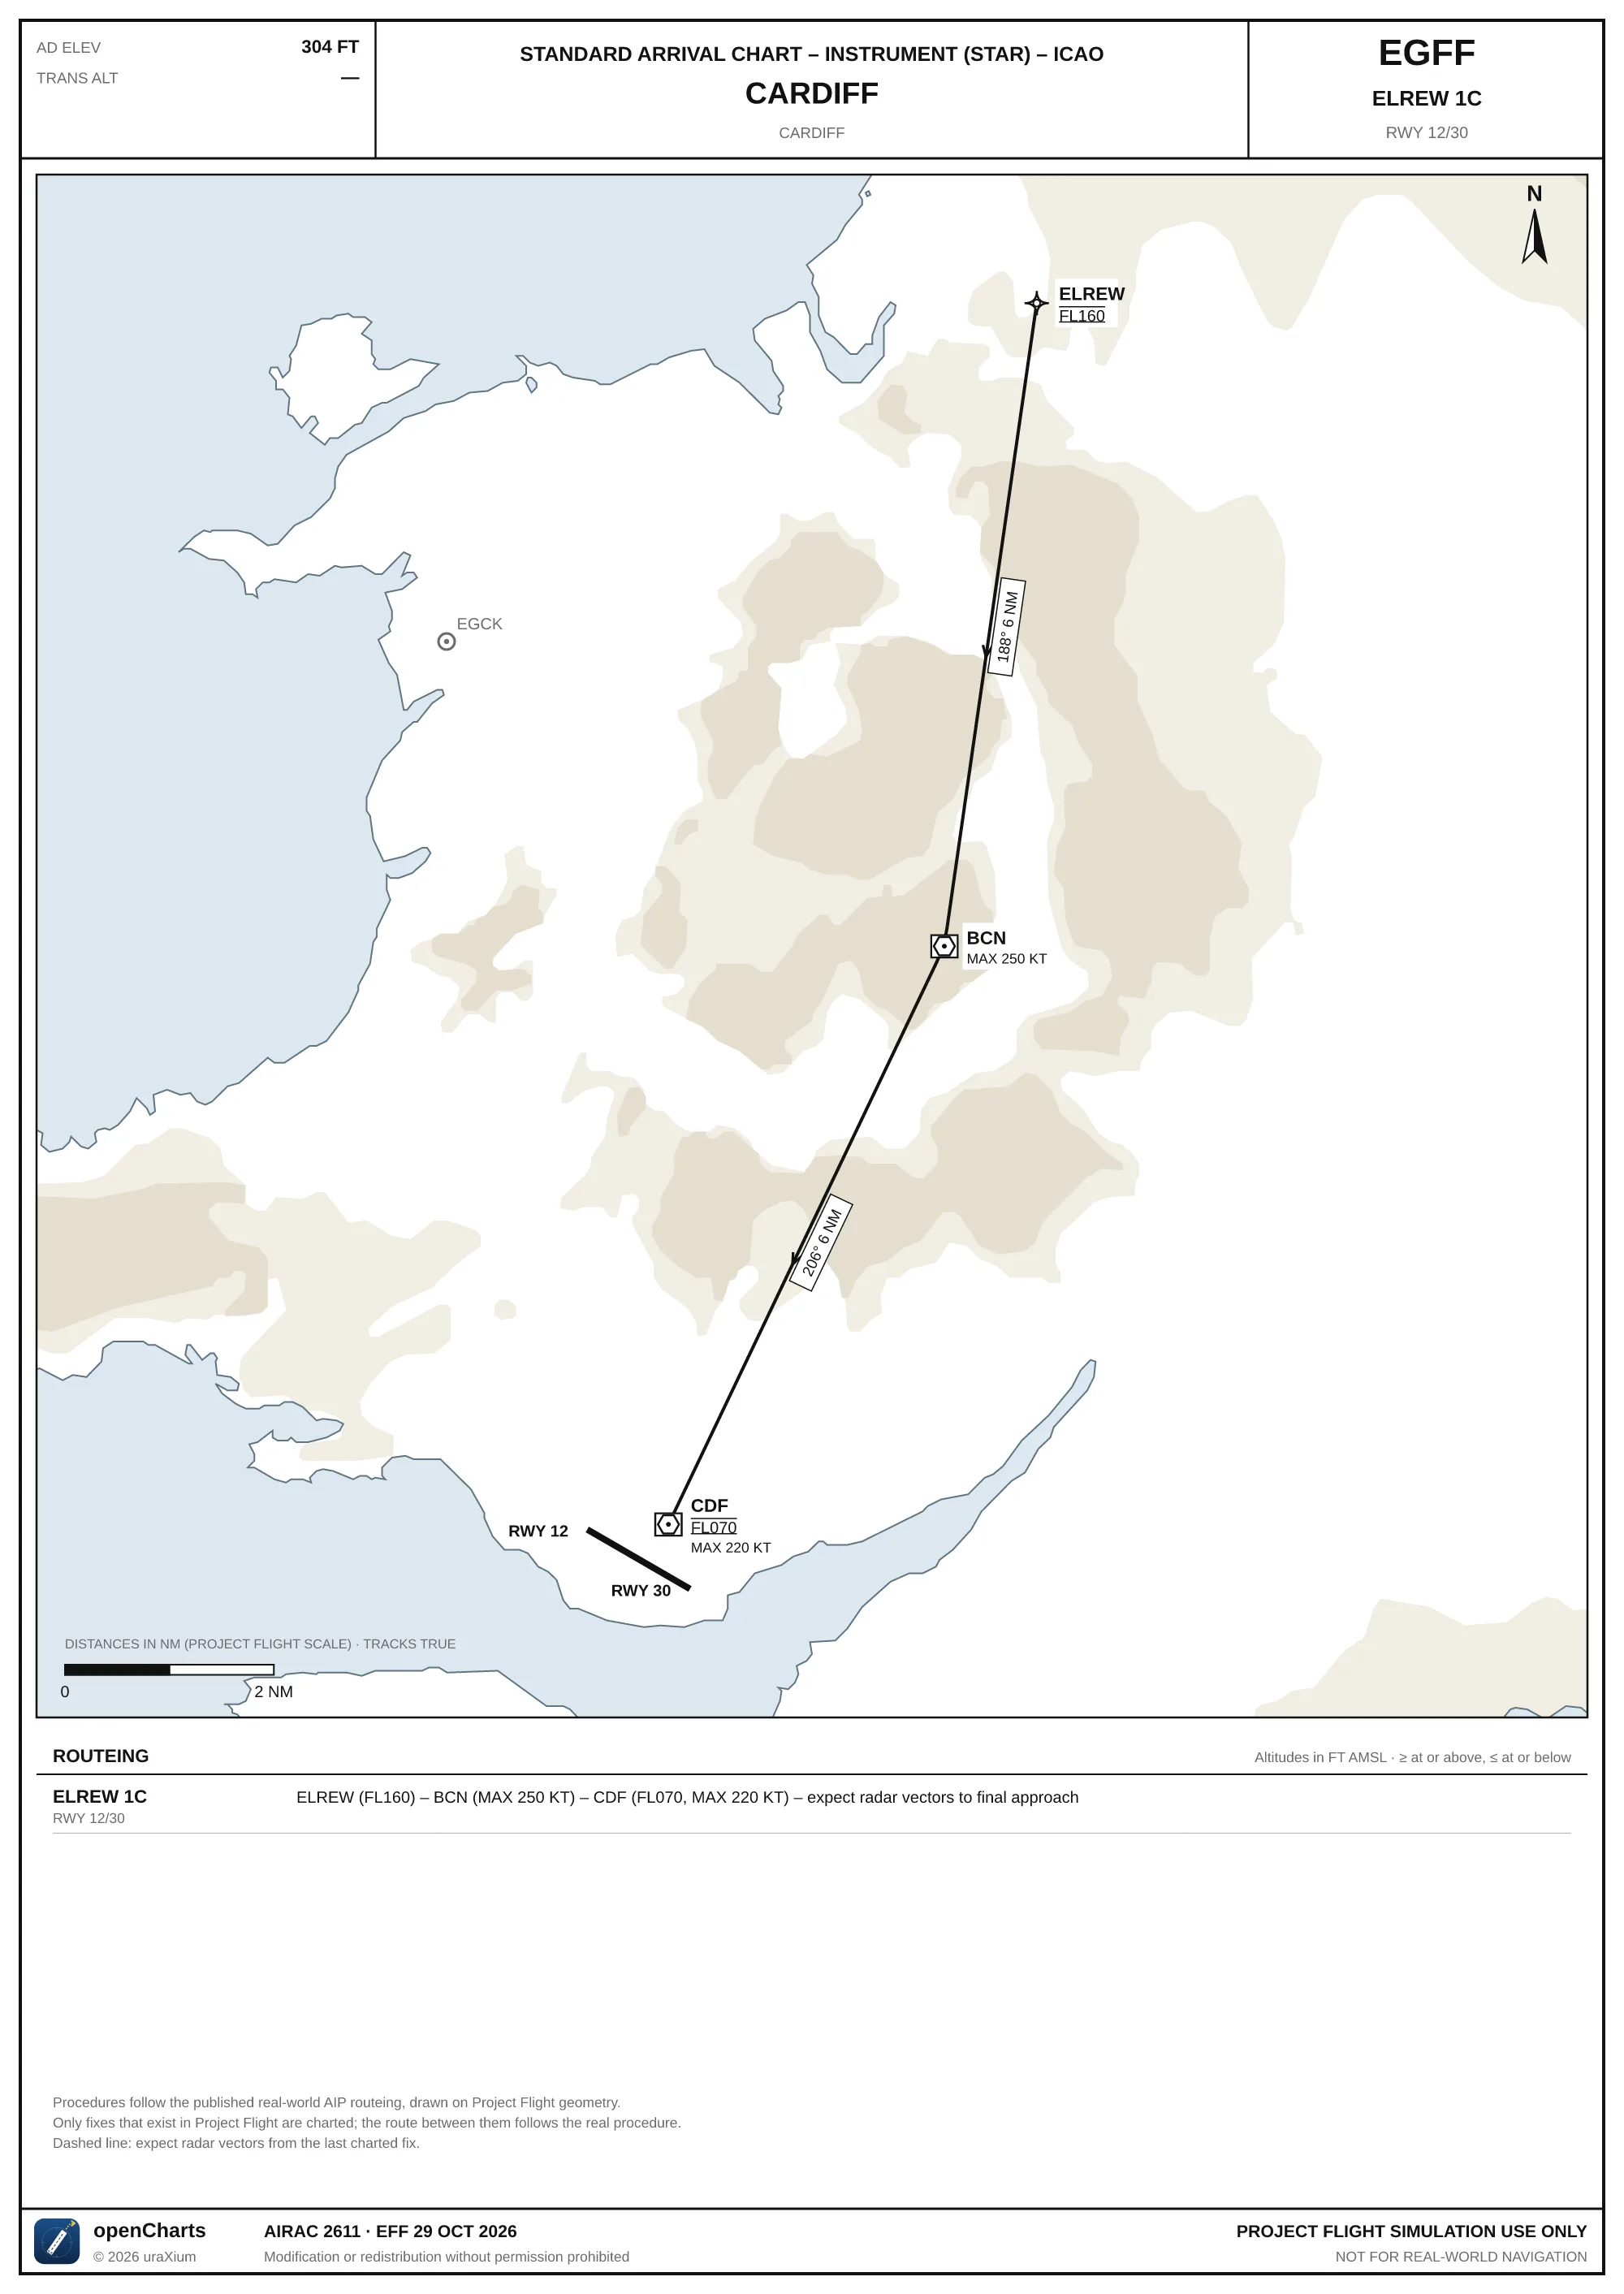 AD ELEV 304 FT
TRANS ALT —
STANDARD ARRIVAL CHART – INSTRUMENT (STAR) – ICAO
CARDIFF
CARDIFF
EGFF
ELREW 1C
RWY 12/30
N
ELREW
FL160
188° 6 NM
EGCK
BCN
MAX 250 KT
206° 6 NM
CDF
FL070
MAX 220 KT
RWY 12
RWY 30
DISTANCES IN NM (PROJECT FLIGHT SCALE) · TRACKS TRUE
0 2 NM
ROUTEING
Altitudes in FT AMSL · ≥ at or above, ≤ at or below
ELREW 1C
ELREW (FL160) – BCN (MAX 250 KT) – CDF (FL070, MAX 220 KT) – expect radar vectors to final approach
RWY 12/30
Procedures follow the published real-world AIP routeing, drawn on Project Flight geometry.
Only fixes that exist in Project Flight are charted; the route between them follows the real procedure.
Dashed line: expect radar vectors from the last charted fix.
openCharts
© 2026 uraXium
AIRAC 2611 · EFF 29 OCT 2026
Modification or redistribution without permission prohibited
PROJECT FLIGHT SIMULATION USE ONLY
NOT FOR REAL-WORLD NAVIGATION